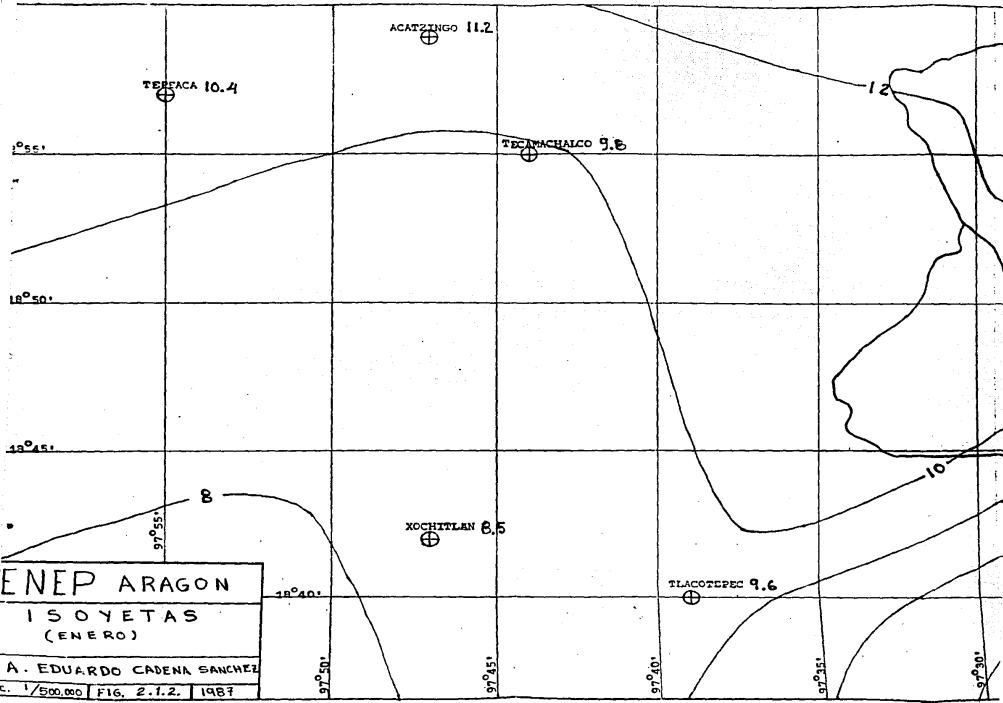 ACATZINGO 11.2
TEPEACA 10.4
12
TECAMACHALCO 9.8
18°50'
18°45'
10
8
97°55'
XOCHITLAN 8.5
TLACOTEPEC 9.6
18°40'
97°50'
97°45'
97°40'
97°35'
97°30'
ENEP ARAGON
ISOYETAS
(ENERO)
A. EDUARDO CADENA SANCHEZ
1/500,000 FIG. 2.1.2. 1987